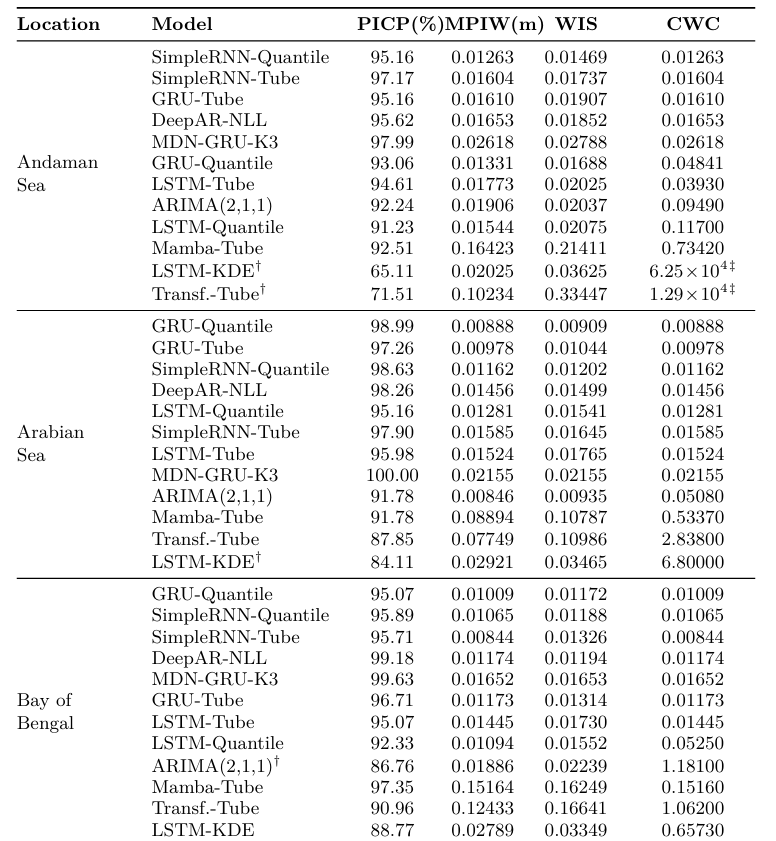 Location Model PICP(%) MPIW(m) WIS CWC
SimpleRNN-Quantile 95.16 0.01263 0.01469 0.01263
SimpleRNN-Tube 97.17 0.01604 0.01737 0.01604
GRU-Tube 95.16 0.01610 0.01907 0.01610
DeepAR-NLL 95.62 0.01653 0.01852 0.01653
MDN-GRU-K3 97.99 0.02618 0.02788 0.02618
Andaman GRU-Quantile 93.06 0.01331 0.01688 0.04841
Sea LSTM-Tube 94.61 0.01773 0.02025 0.03930
ARIMA(2,1,1) 92.24 0.01906 0.02037 0.09490
LSTM-Quantile 91.23 0.01544 0.02075 0.11700
Mamba-Tube 92.51 0.16423 0.21411 0.73420
LSTM-KDE† 65.11 0.02025 0.03625 6.25×10⁴‡
Transf.-Tube† 71.51 0.10234 0.33447 1.29×10⁴‡
GRU-Quantile 98.99 0.00888 0.00909 0.00888
GRU-Tube 97.26 0.00978 0.01044 0.00978
SimpleRNN-Quantile 98.63 0.01162 0.01202 0.01162
DeepAR-NLL 98.26 0.01456 0.01499 0.01456
LSTM-Quantile 95.16 0.01281 0.01541 0.01281
Arabian SimpleRNN-Tube 97.90 0.01585 0.01645 0.01585
Sea LSTM-Tube 95.98 0.01524 0.01765 0.01524
MDN-GRU-K3 100.00 0.02155 0.02155 0.02155
ARIMA(2,1,1) 91.78 0.00846 0.00935 0.05080
Mamba-Tube 91.78 0.08894 0.10787 0.53370
Transf.-Tube 87.85 0.07749 0.10986 2.83800
LSTM-KDE† 84.11 0.02921 0.03465 6.80000
GRU-Quantile 95.07 0.01009 0.01172 0.01009
SimpleRNN-Quantile 95.89 0.01065 0.01188 0.01065
SimpleRNN-Tube 95.71 0.00844 0.01326 0.00844
DeepAR-NLL 99.18 0.01174 0.01194 0.01174
MDN-GRU-K3 99.63 0.01652 0.01653 0.01652
Bay of GRU-Tube 96.71 0.01173 0.01314 0.01173
Bengal LSTM-Tube 95.07 0.01445 0.01730 0.01445
LSTM-Quantile 92.33 0.01094 0.01552 0.05250
ARIMA(2,1,1)† 86.76 0.01886 0.02239 1.18100
Mamba-Tube 97.35 0.15164 0.16249 0.15160
Transf.-Tube 90.96 0.12433 0.16641 1.06200
LSTM-KDE 88.77 0.02789 0.03349 0.65730